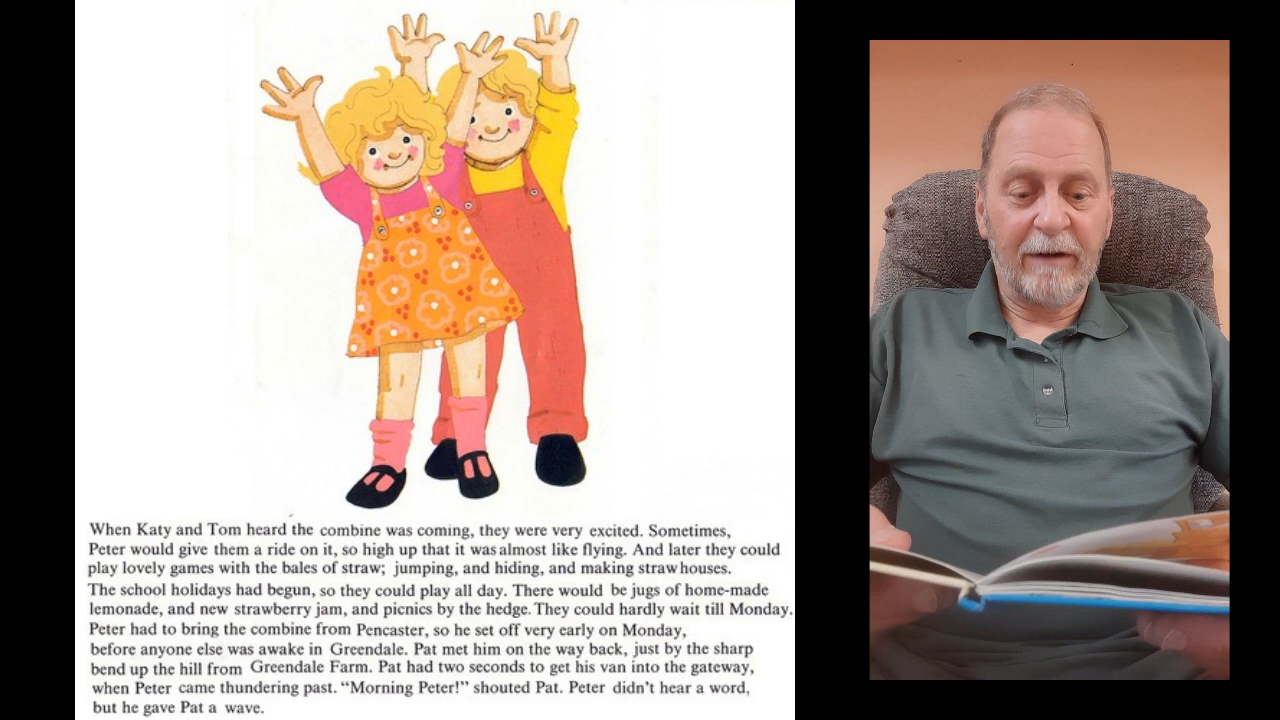 When Katy and Tom heard the combine was coming, they were very excited. Sometimes,
Peter would give them a ride on it, so high up that it was almost like flying. And later they could
play lovely games with the bales of straw; jumping, and hiding, and making straw houses.
The school holidays had begun, so they could play all day. There would be jugs of home-made
lemonade, and new strawberry jam, and picnics by the hedge. They could hardly wait till Monday.
Peter had to bring the combine from Pencaster, so he set off very early on Monday,
before anyone else was awake in Greendale. Pat met him on the way back, just by the sharp
bend up the hill from Greendale Farm. Pat had two seconds to get his van into the gateway,
when Peter came thundering past. “Morning Peter!” shouted Pat. Peter didn’t hear a word,
but he gave Pat a wave.